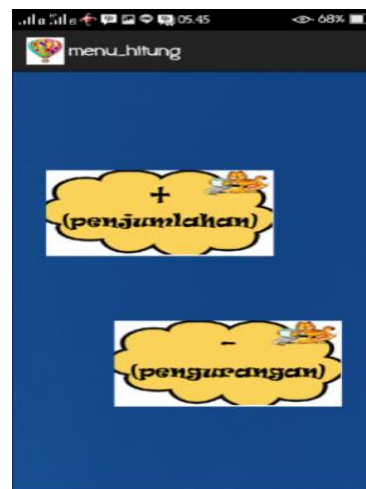 05.45
68%
menu_hitung
+
(penjumlahan)
-
(pengurangan)